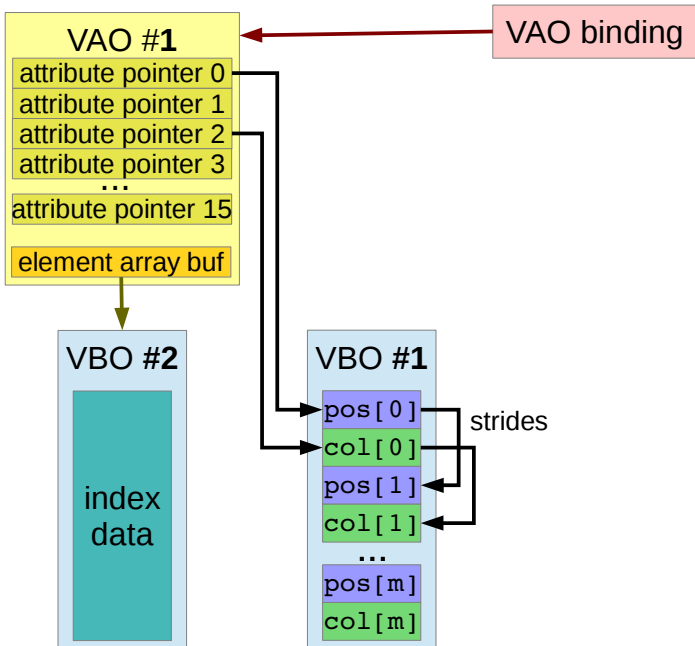 VAO #1
VAO binding
attribute pointer 0
attribute pointer 1
attribute pointer 2
attribute pointer 3
...
attribute pointer 15
element array buf
VBO #2
index
data
VBO #1
pos[0]
col[0]
pos[1]
col[1]
...
pos[m]
col[m]
strides